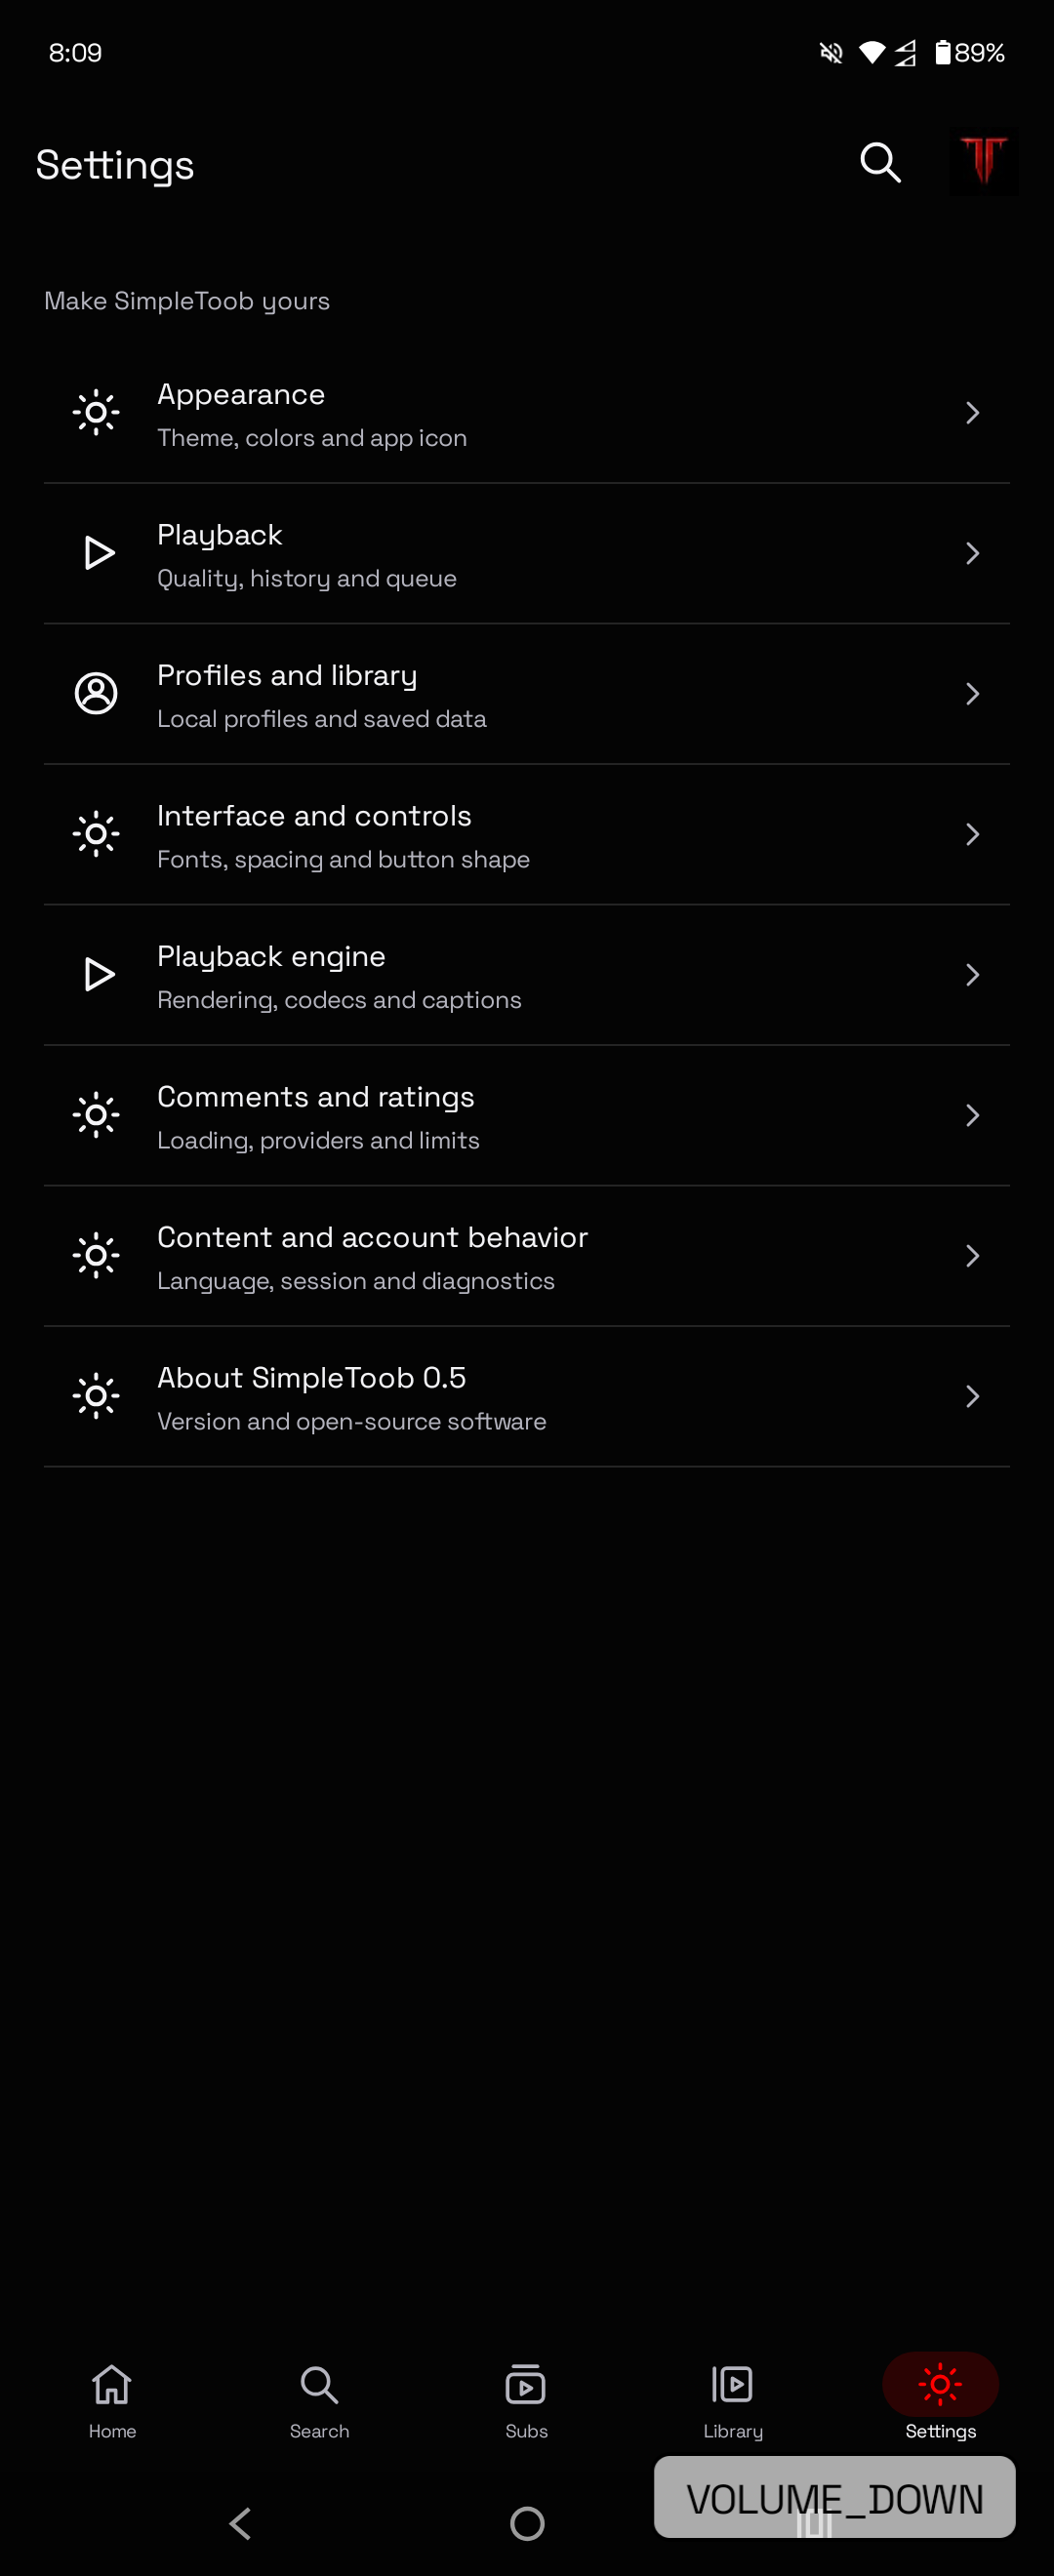 8:09
89%
Settings
Make SimpleToob yours
Appearance
Theme, colors and app icon
Playback
Quality, history and queue
Profiles and library
Local profiles and saved data
Interface and controls
Fonts, spacing and button shape
Playback engine
Rendering, codecs and captions
Comments and ratings
Loading, providers and limits
Content and account behavior
Language, session and diagnostics
About SimpleToob 0.5
Version and open-source software
Home
Search
Subs
Library
Settings
VOLUME_DOWN